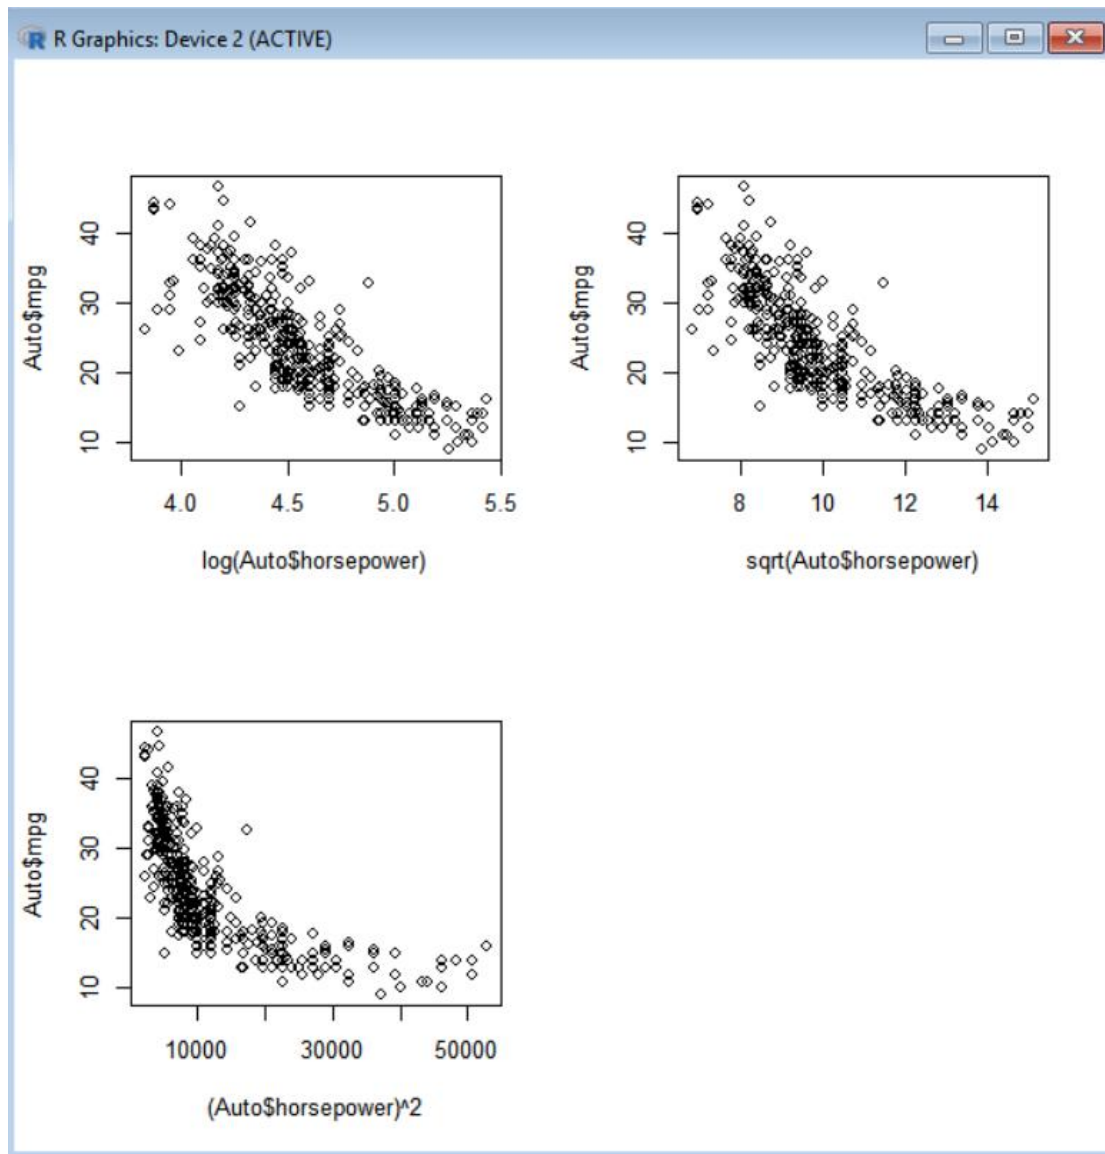 R Graphics: Device 2 (ACTIVE)
Auto$mpg
40
30
20
10
4.0 4.5 5.0 5.5
log(Auto$horsepower)
Auto$mpg
40
30
20
10
8 10 12 14
sqrt(Auto$horsepower)
Auto$mpg
40
30
20
10
10000 30000 50000
(Auto$horsepower)^2